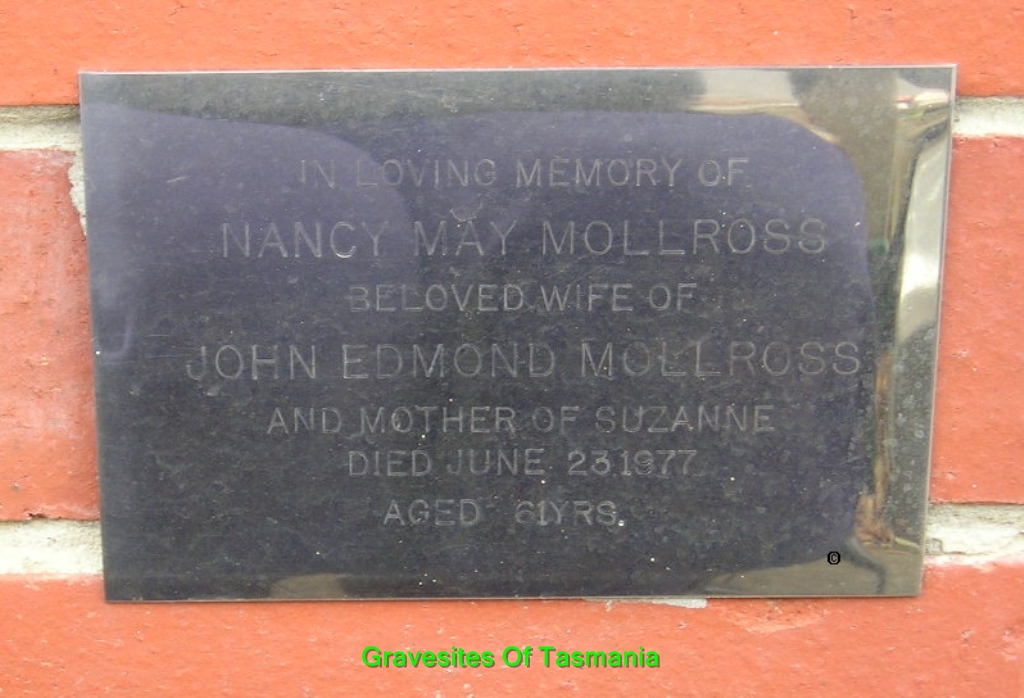 IN LOVING MEMORY OF
NANCY MAY MOLLROSS
BELOVED WIFE OF
JOHN EDMOND MOLLROSS
AND MOTHER OF SUZANNE
DIED JUNE 23 1977
AGED 61YRS.
©
Gravesites Of Tasmania